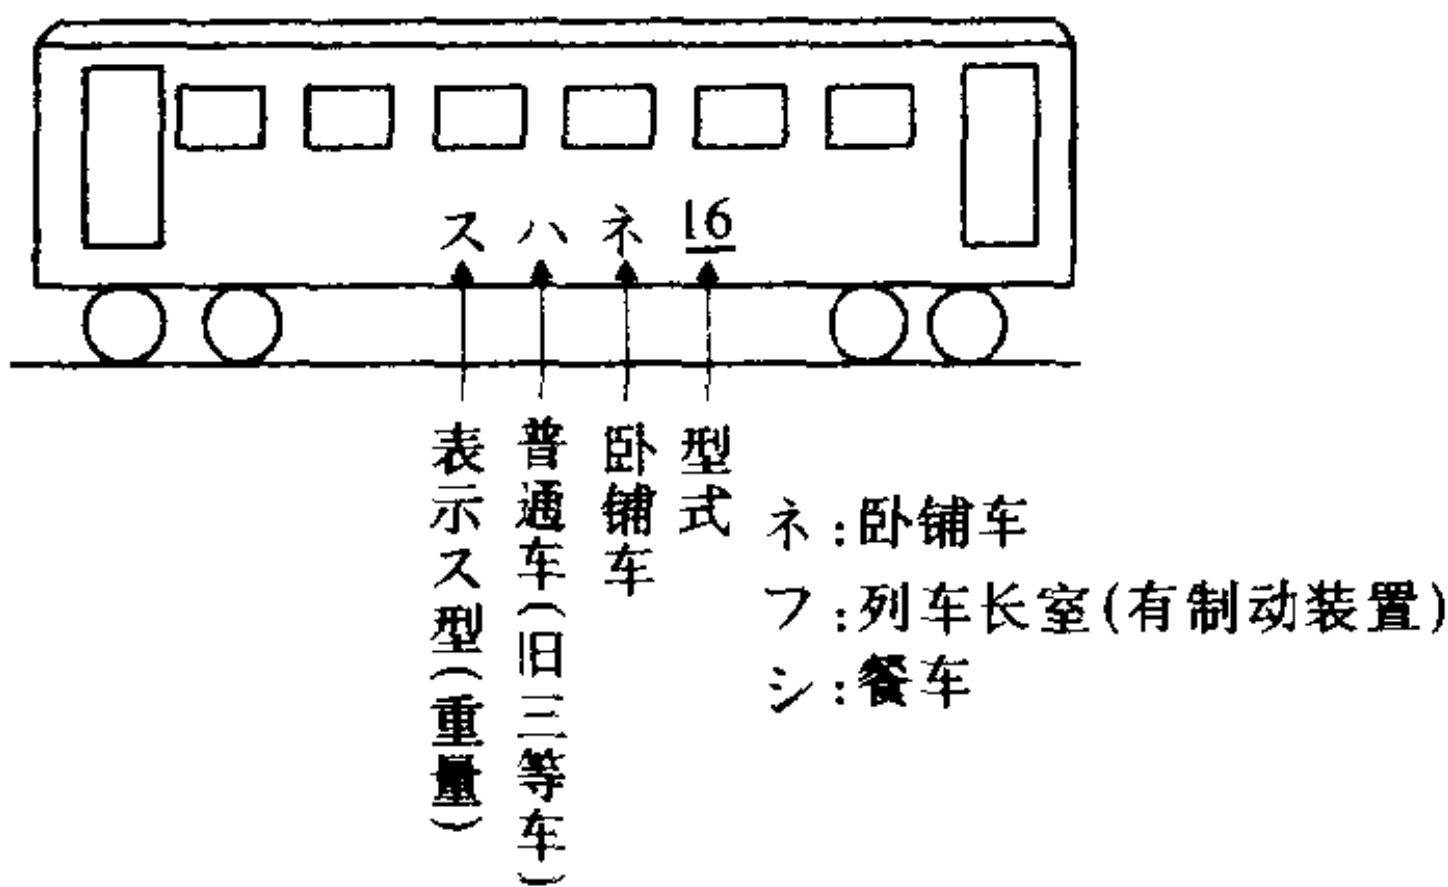 スハネ 16
表示ス型(重量)
普通车(旧三等车)
卧铺车
型式
ネ:卧铺车
フ:列车长室(有制动装置)
シ:餐车